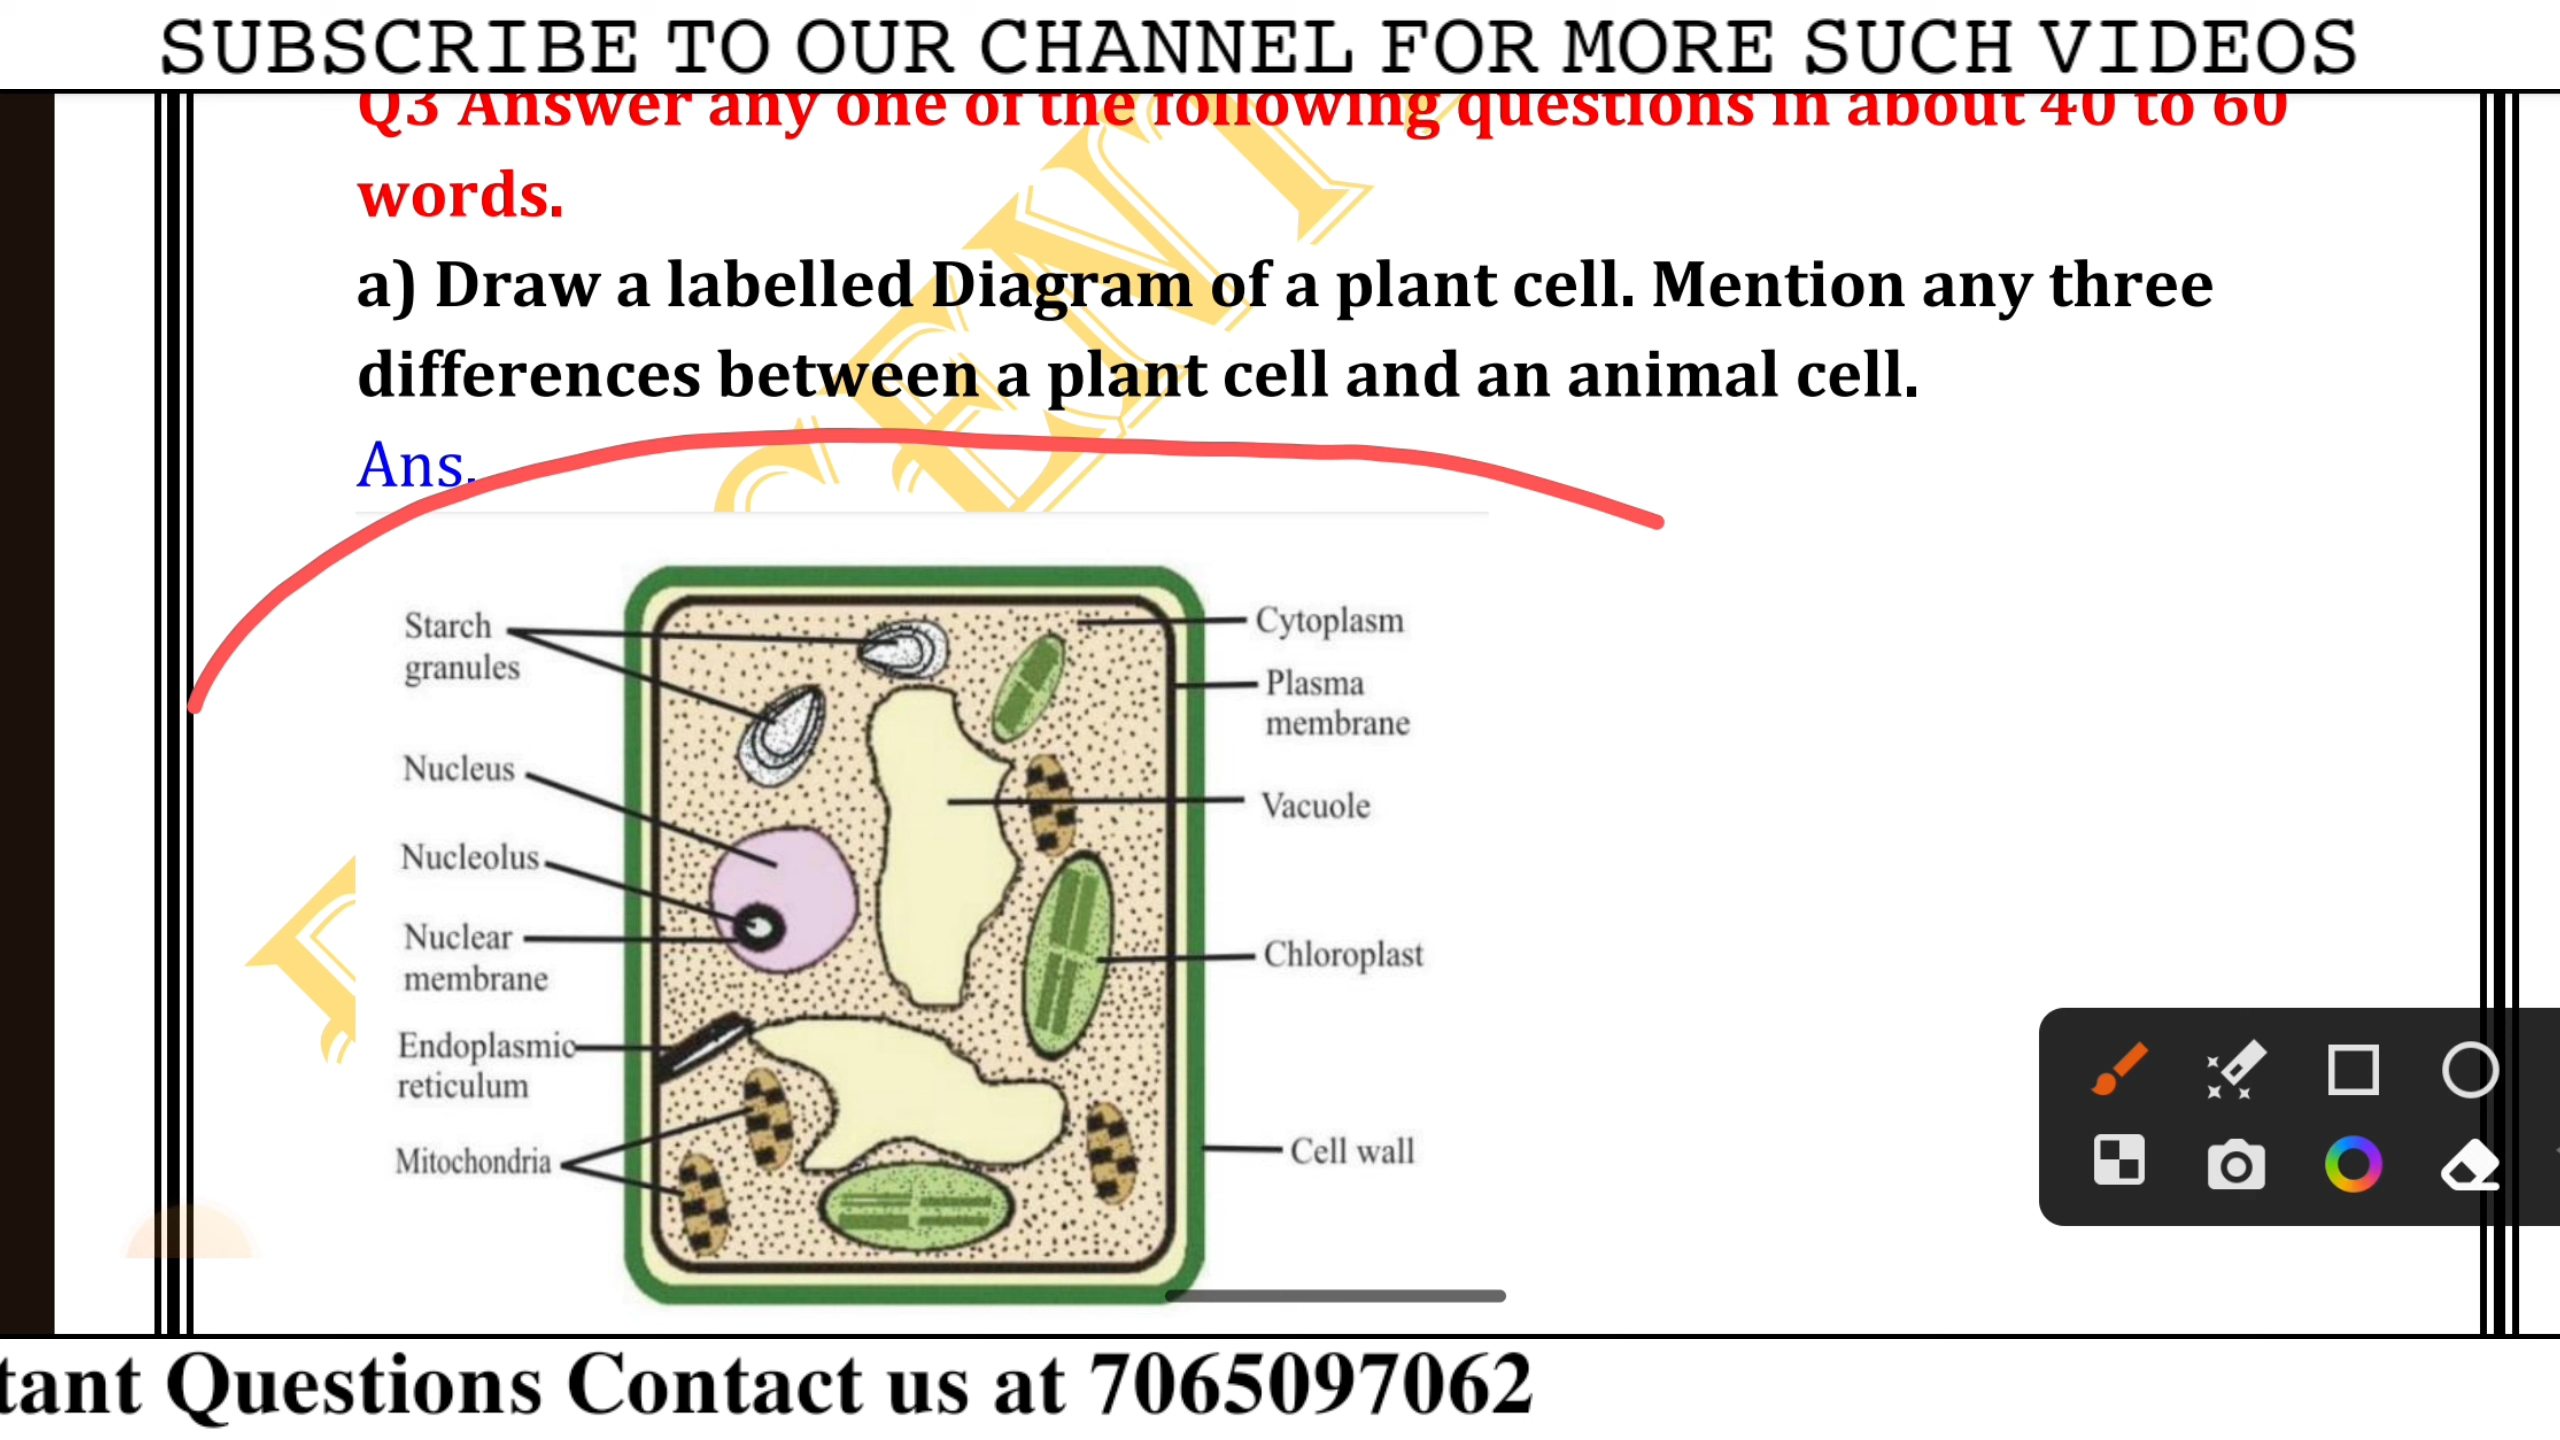 SUBSCRIBE TO OUR CHANNEL FOR MORE SUCH VIDEOS
Q3 Answer any one of the following questions in about 40 to 60
words.
a) Draw a labelled Diagram of a plant cell. Mention any three
differences between a plant cell and an animal cell.
Ans.
Starch
granules
Nucleus
Nucleolus
Nuclear
membrane
Endoplasmic
reticulum
Mitochondria
Cytoplasm
Plasma
membrane
Vacuole
Chloroplast
Cell wall
tant Questions Contact us at 7065097062